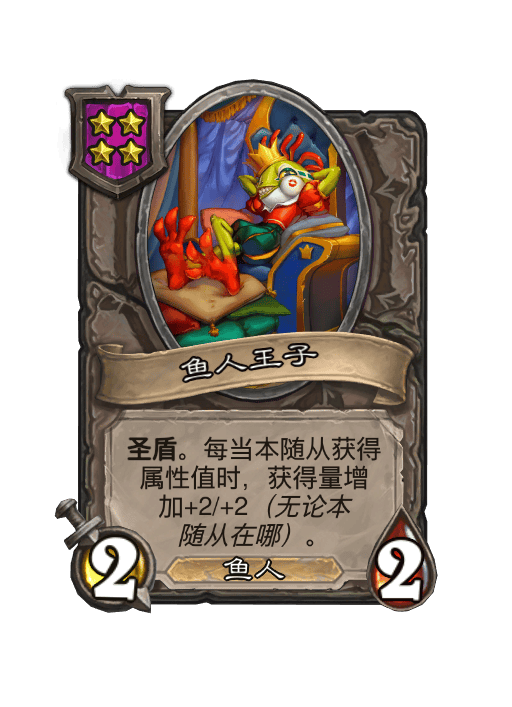 鱼人王子
圣盾。每当本随从获得
属性值时，获得量增
加+2/+2（无论本
随从在哪）。
2
鱼人
2